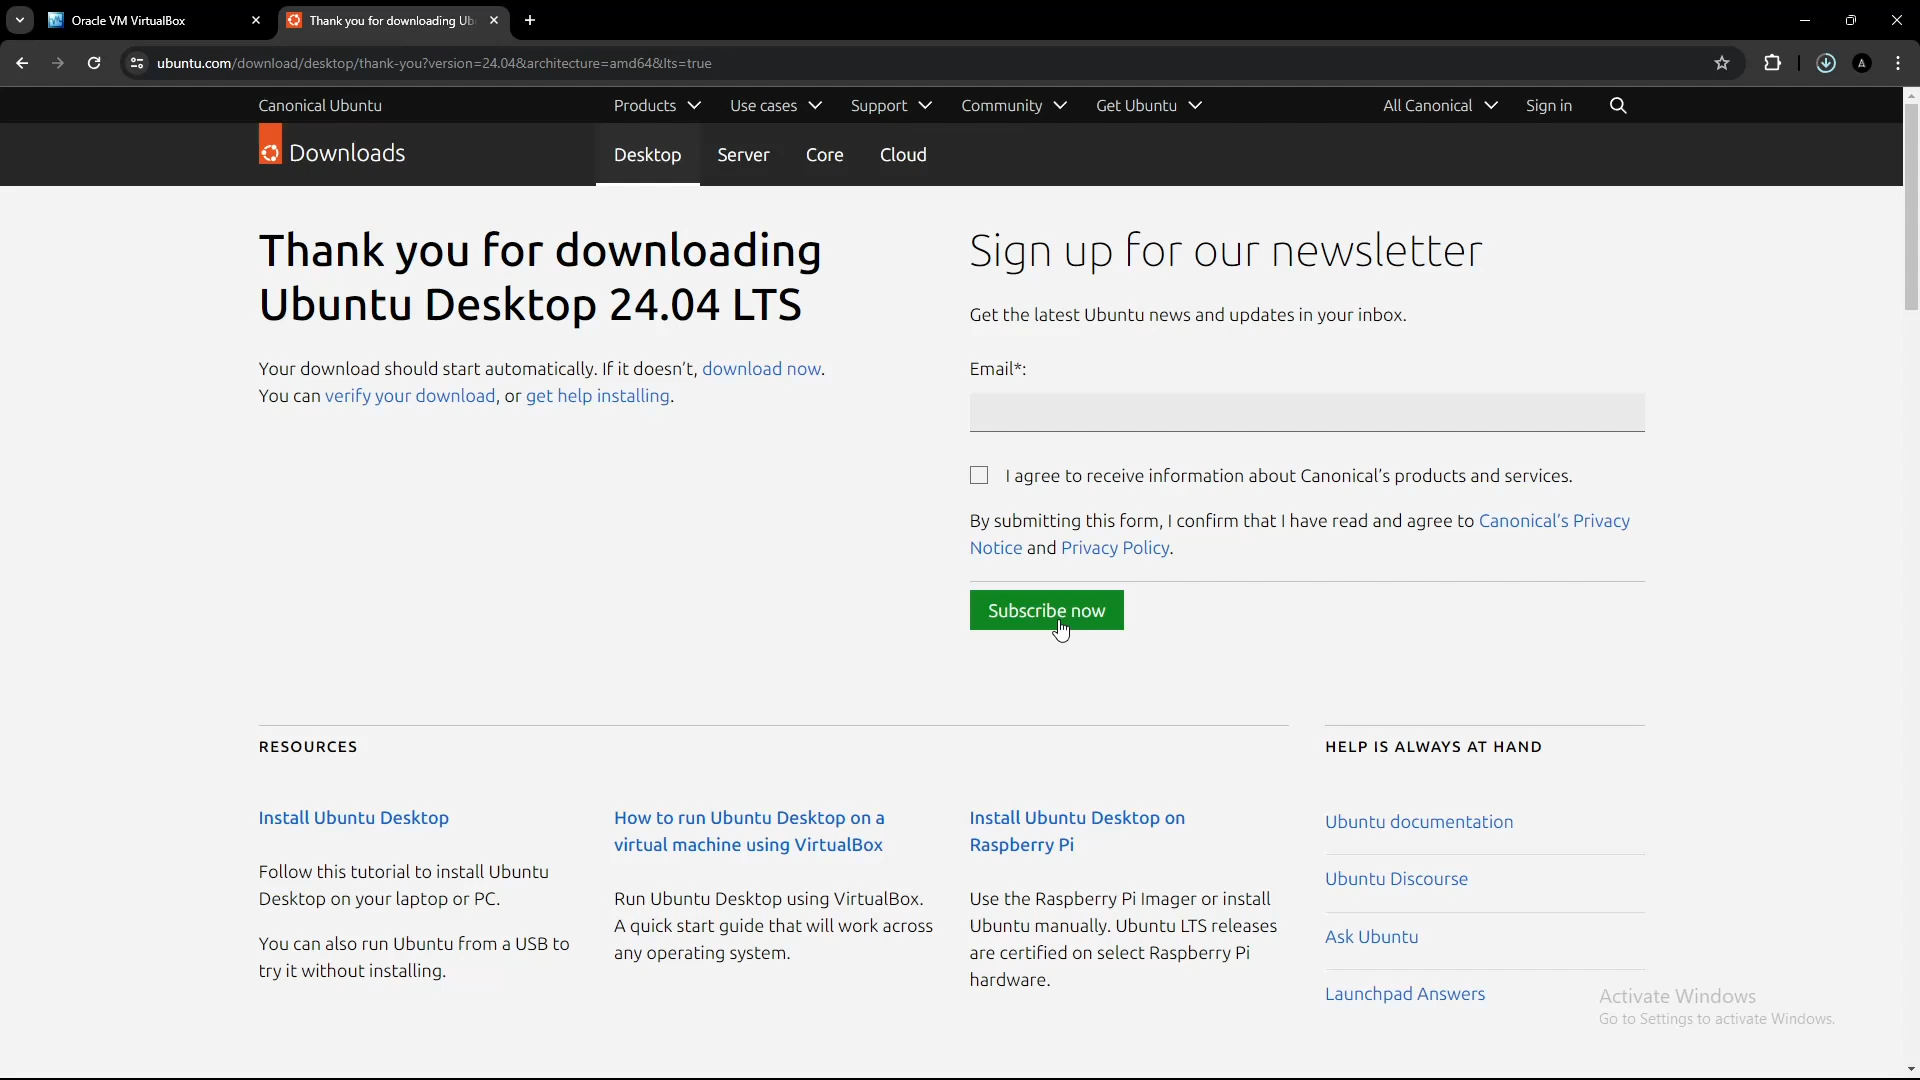 Oracle VM VirtualBox
Thank you for downloading Ub
ubuntu.com/download/desktop/thank-you?version=24.04&architecture=amd64&lts=true
A
Canonical Ubuntu
Products
Use cases
Support
Community
Get Ubuntu
All Canonical
Sign in
Downloads
Desktop
Server
Core
Cloud
Thank you for downloading
Ubuntu Desktop 24.04 LTS
Your download should start automatically. If it doesn't, download now.
You can verify your download, or get help installing.
Sign up for our newsletter
Get the latest Ubuntu news and updates in your inbox.
Email*:
I agree to receive information about Canonical's products and services.
By submitting this form, I confirm that I have read and agree to Canonical's Privacy
Notice and Privacy Policy.
Subscribe now
RESOURCES
Install Ubuntu Desktop
Follow this tutorial to install Ubuntu
Desktop on your laptop or PC.
You can also run Ubuntu from a USB to
try it without installing.
How to run Ubuntu Desktop on a
virtual machine using VirtualBox
Run Ubuntu Desktop using VirtualBox.
A quick start guide that will work across
any operating system.
Install Ubuntu Desktop on
Raspberry Pi
Use the Raspberry Pi Imager or install
Ubuntu manually. Ubuntu LTS releases
are certified on select Raspberry Pi
hardware.
HELP IS ALWAYS AT HAND
Ubuntu documentation
Ubuntu Discourse
Ask Ubuntu
Launchpad Answers
Activate Windows
Go to Settings to activate Windows.